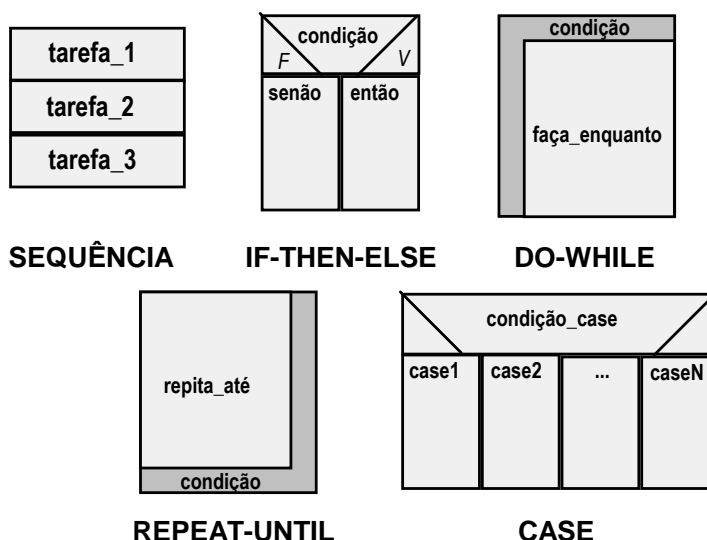 tarefa_1
tarefa_2
tarefa_3
SEQUÊNCIA
condição
F
V
senão
então
IF-THEN-ELSE
condição
faça_enquanto
DO-WHILE
repita_até
condição
REPEAT-UNTIL
condição_case
case1
case2
...
caseN
CASE